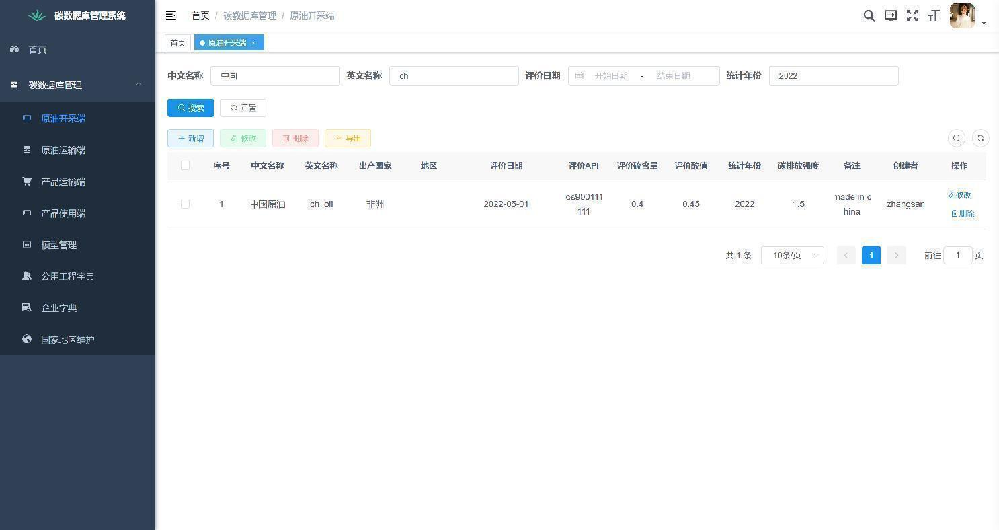 碳数据库管理系统
首页 / 碳数据库管理 / 原油开采端
首页
碳数据库管理
原油开采端
原油运输端
产品运输端
产品使用端
模型管理
公用工程字典
企业字典
国家地区维护
首页 原油开采端 ×
中文名称 中国 英文名称 ch 评价日期 开始日期 - 结束日期 统计年份 2022
搜索 重置
新增 修改 删除 导出
序号 中文名称 英文名称 出产国家 地区 评价日期 评价API 评价硫含量 评价酸值 统计年份 碳排放强度 备注 创建者 操作
1 中国原油 ch_oil 非洲 2022-05-01 ios900111 0.4 0.45 2022 1.5 made in c zhangsan 修改
111 hina 删除
共 1 条 10条/页 1 前往 1 页